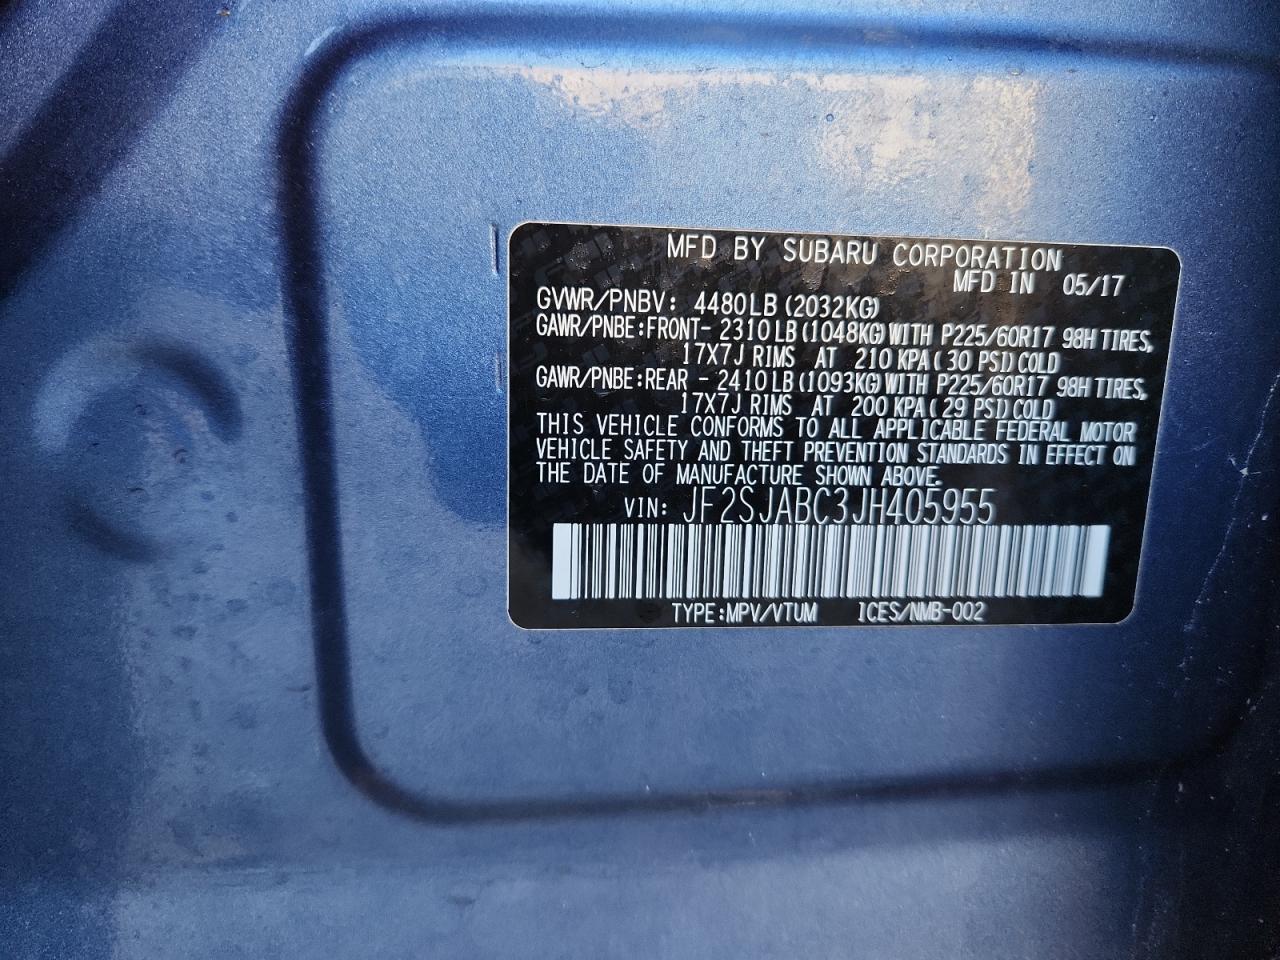 MFD BY SUBARU CORPORATION
MFD IN 05/17
GVWR/PNBV: 4480LB(2032KG)
GAWR/PNBE:FRONT- 2310LB(1048KG)WITH P225/60R17 98H TIRES,
17X7J RIMS AT 210 KPA(30 PSI)COLD
GAWR/PNBE:REAR - 2410LB(1093KG)WITH P225/60R17 98H TIRES,
17X7J RIMS AT 200 KPA(29 PSI)COLD
THIS VEHICLE CONFORMS TO ALL APPLICABLE FEDERAL MOTOR
VEHICLE SAFETY AND THEFT PREVENTION STANDARDS IN EFFECT ON
THE DATE OF MANUFACTURE SHOWN ABOVE.
VIN: JF2SJABC3JH405955
TYPE:MPV/VTUM ICES/NMB-002